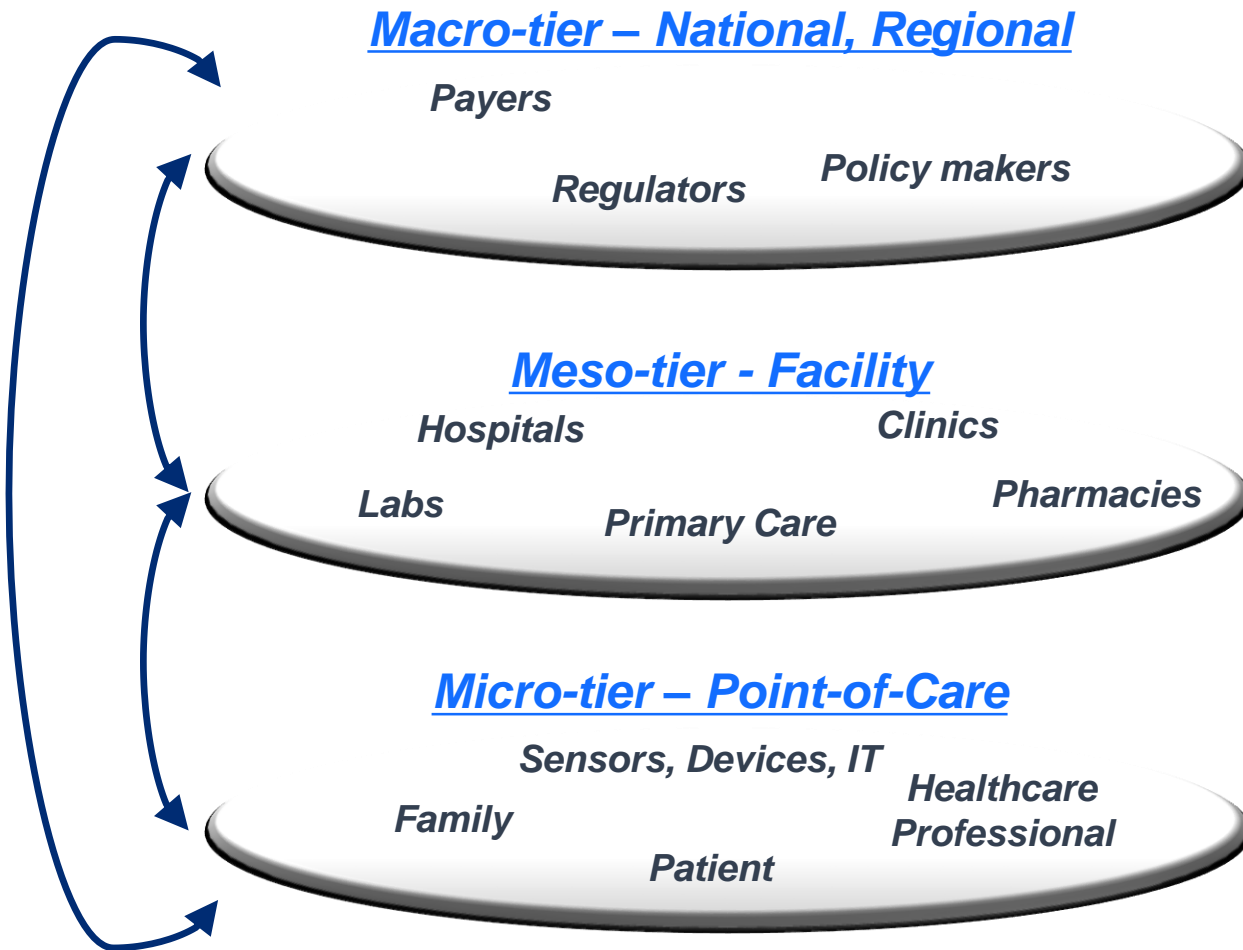 Macro-tier – National, Regional
Payers
Policy makers
Regulators
Meso-tier - Facility
Hospitals
Clinics
Labs
Pharmacies
Primary Care
Micro-tier – Point-of-Care
Sensors, Devices, IT
Healthcare
Professional
Family
Patient